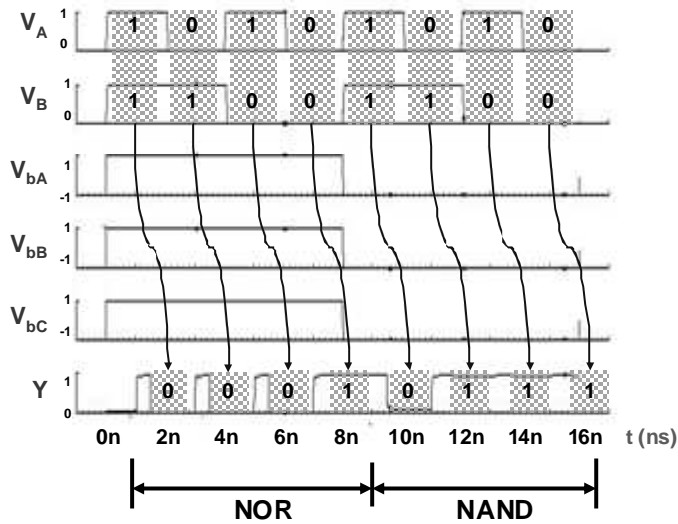 V_A 1 0 1 0 1 0 1 0 1 0
V_B 1 0 1 1 0 0 1 1 0 0
V_bA 1 -1
V_bB 1 -1
V_bC 1 -1
Y 1 0 0 0 0 1 0 1 1 1
0n 2n 4n 6n 8n 10n 12n 14n 16n t (ns)
NOR NAND